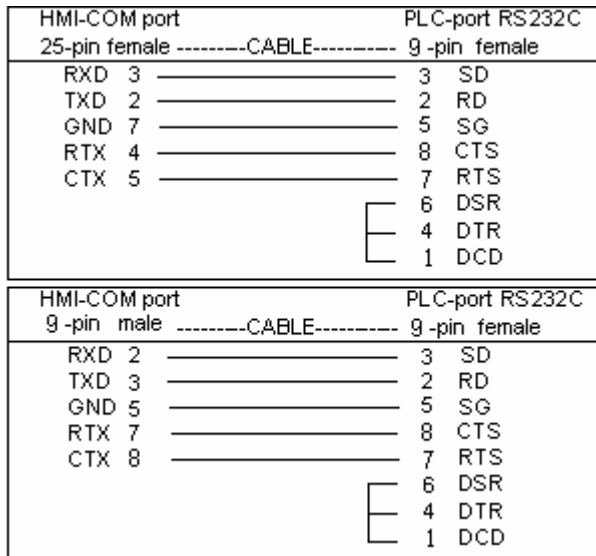 HMI-COM port PLC-port RS232C
25-pin female ---------CABLE----------- 9 -pin female
RXD 3 3 SD
TXD 2 2 RD
GND 7 5 SG
RTX 4 8 CTS
CTX 5 7 RTS
6 DSR
4 DTR
1 DCD
HMI-COM port PLC-port RS232C
9 -pin male ---------CABLE----------- 9 -pin female
RXD 2 3 SD
TXD 3 2 RD
GND 5 5 SG
RTX 7 8 CTS
CTX 8 7 RTS
6 DSR
4 DTR
1 DCD